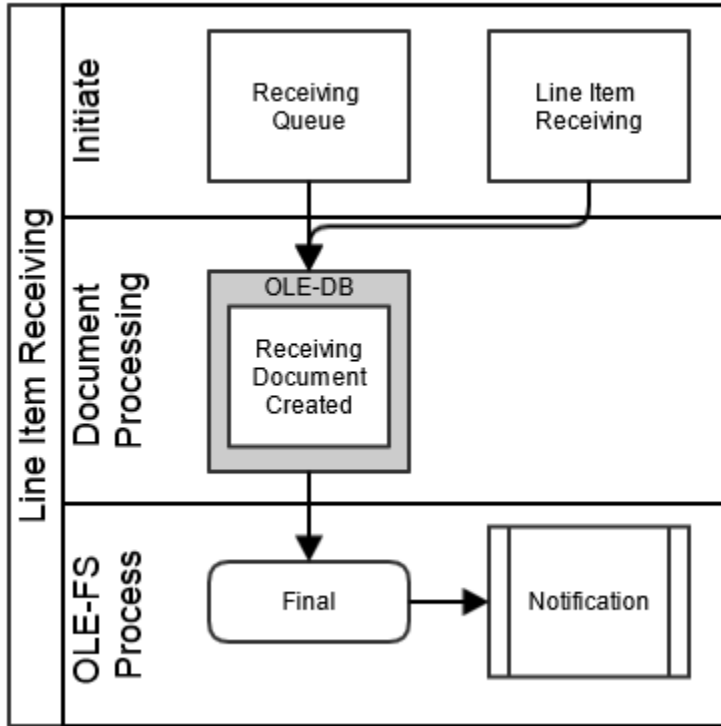 Line Item Receiving
Initiate
Receiving
Queue
Line Item
Receiving
Document
Processing
OLE-DB
Receiving
Document
Created
OLE-FS
Process
Final
Notification